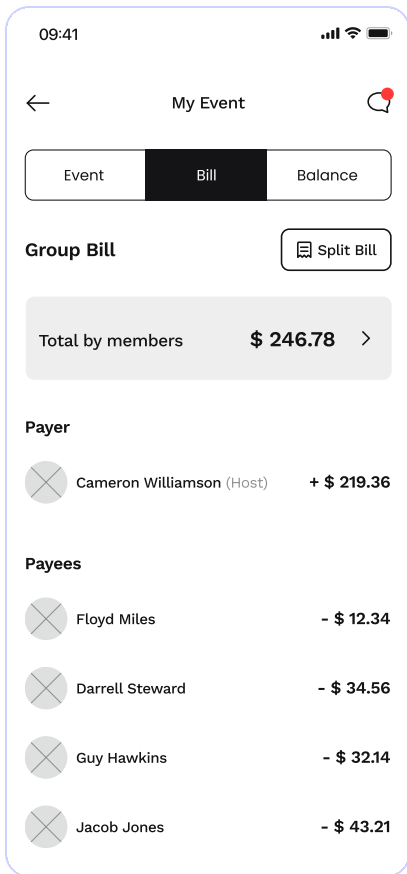 09:41
My Event
Event Bill Balance
Group Bill Split Bill
Total by members $ 246.78
Payer
Cameron Williamson (Host) + $ 219.36
Payees
Floyd Miles - $ 12.34
Darrell Steward - $ 34.56
Guy Hawkins - $ 32.14
Jacob Jones - $ 43.21